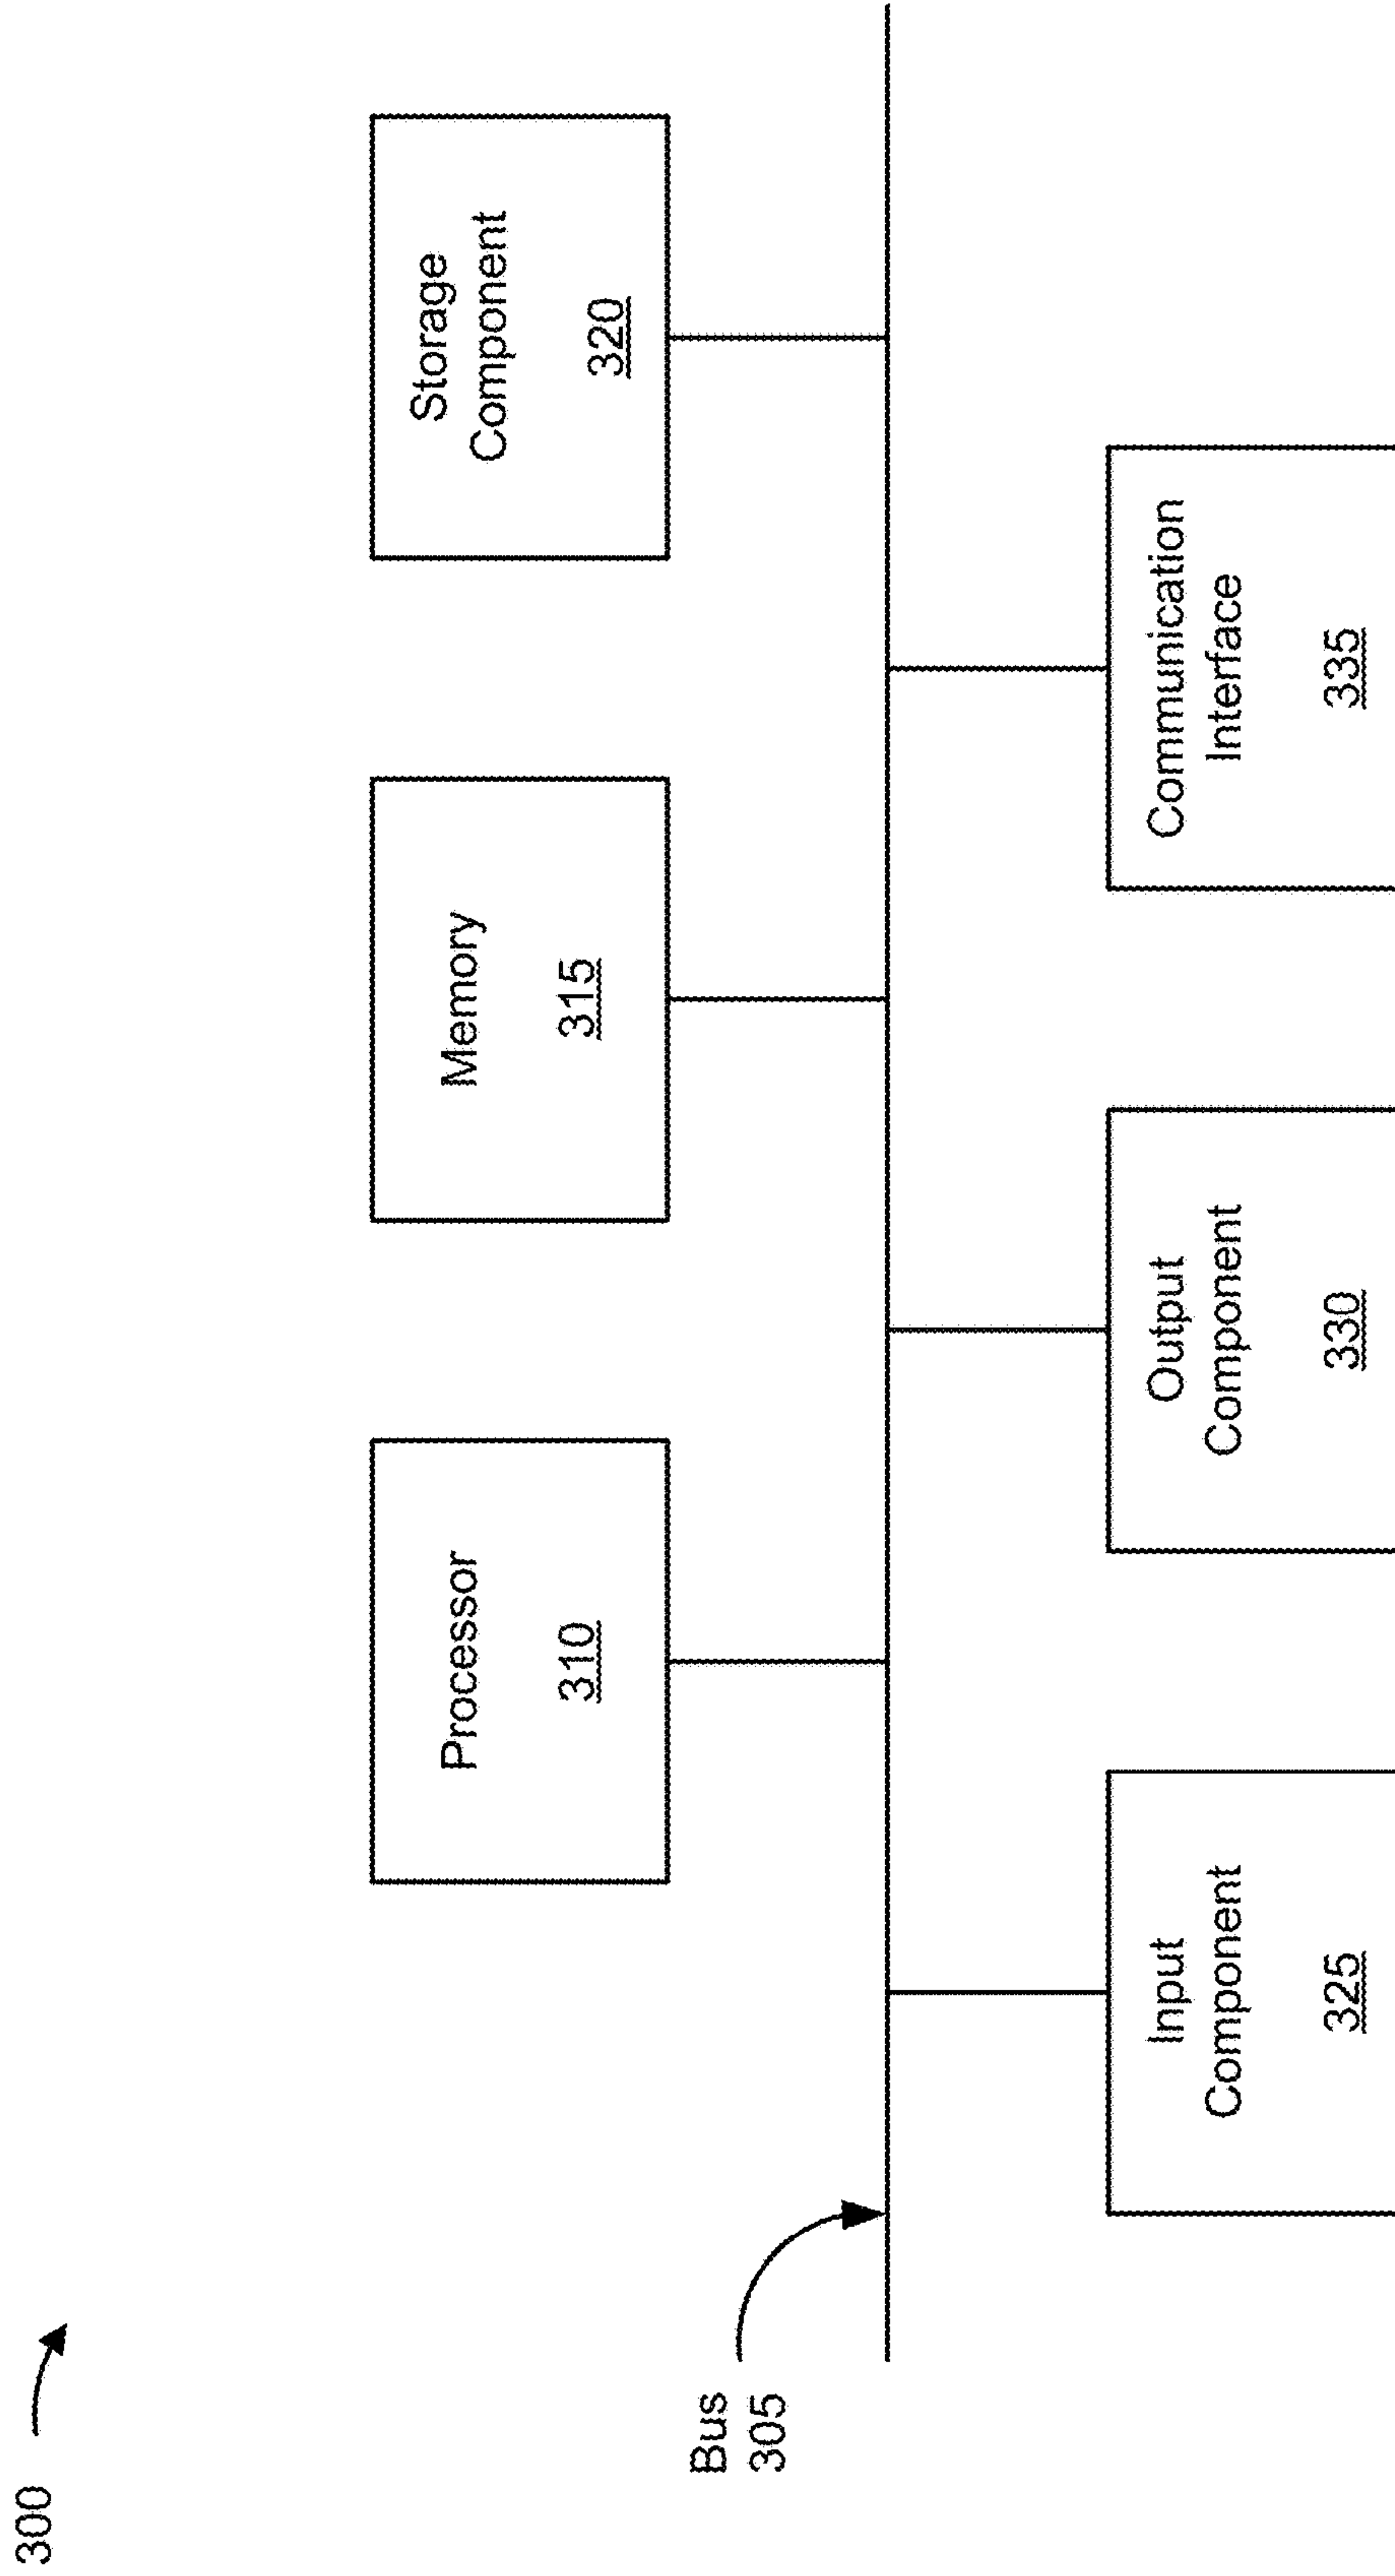 300
Processor
310
Memory
315
Storage
Component
320
Bus
305
Input
Component
325
Output
Component
330
Communication
Interface
335